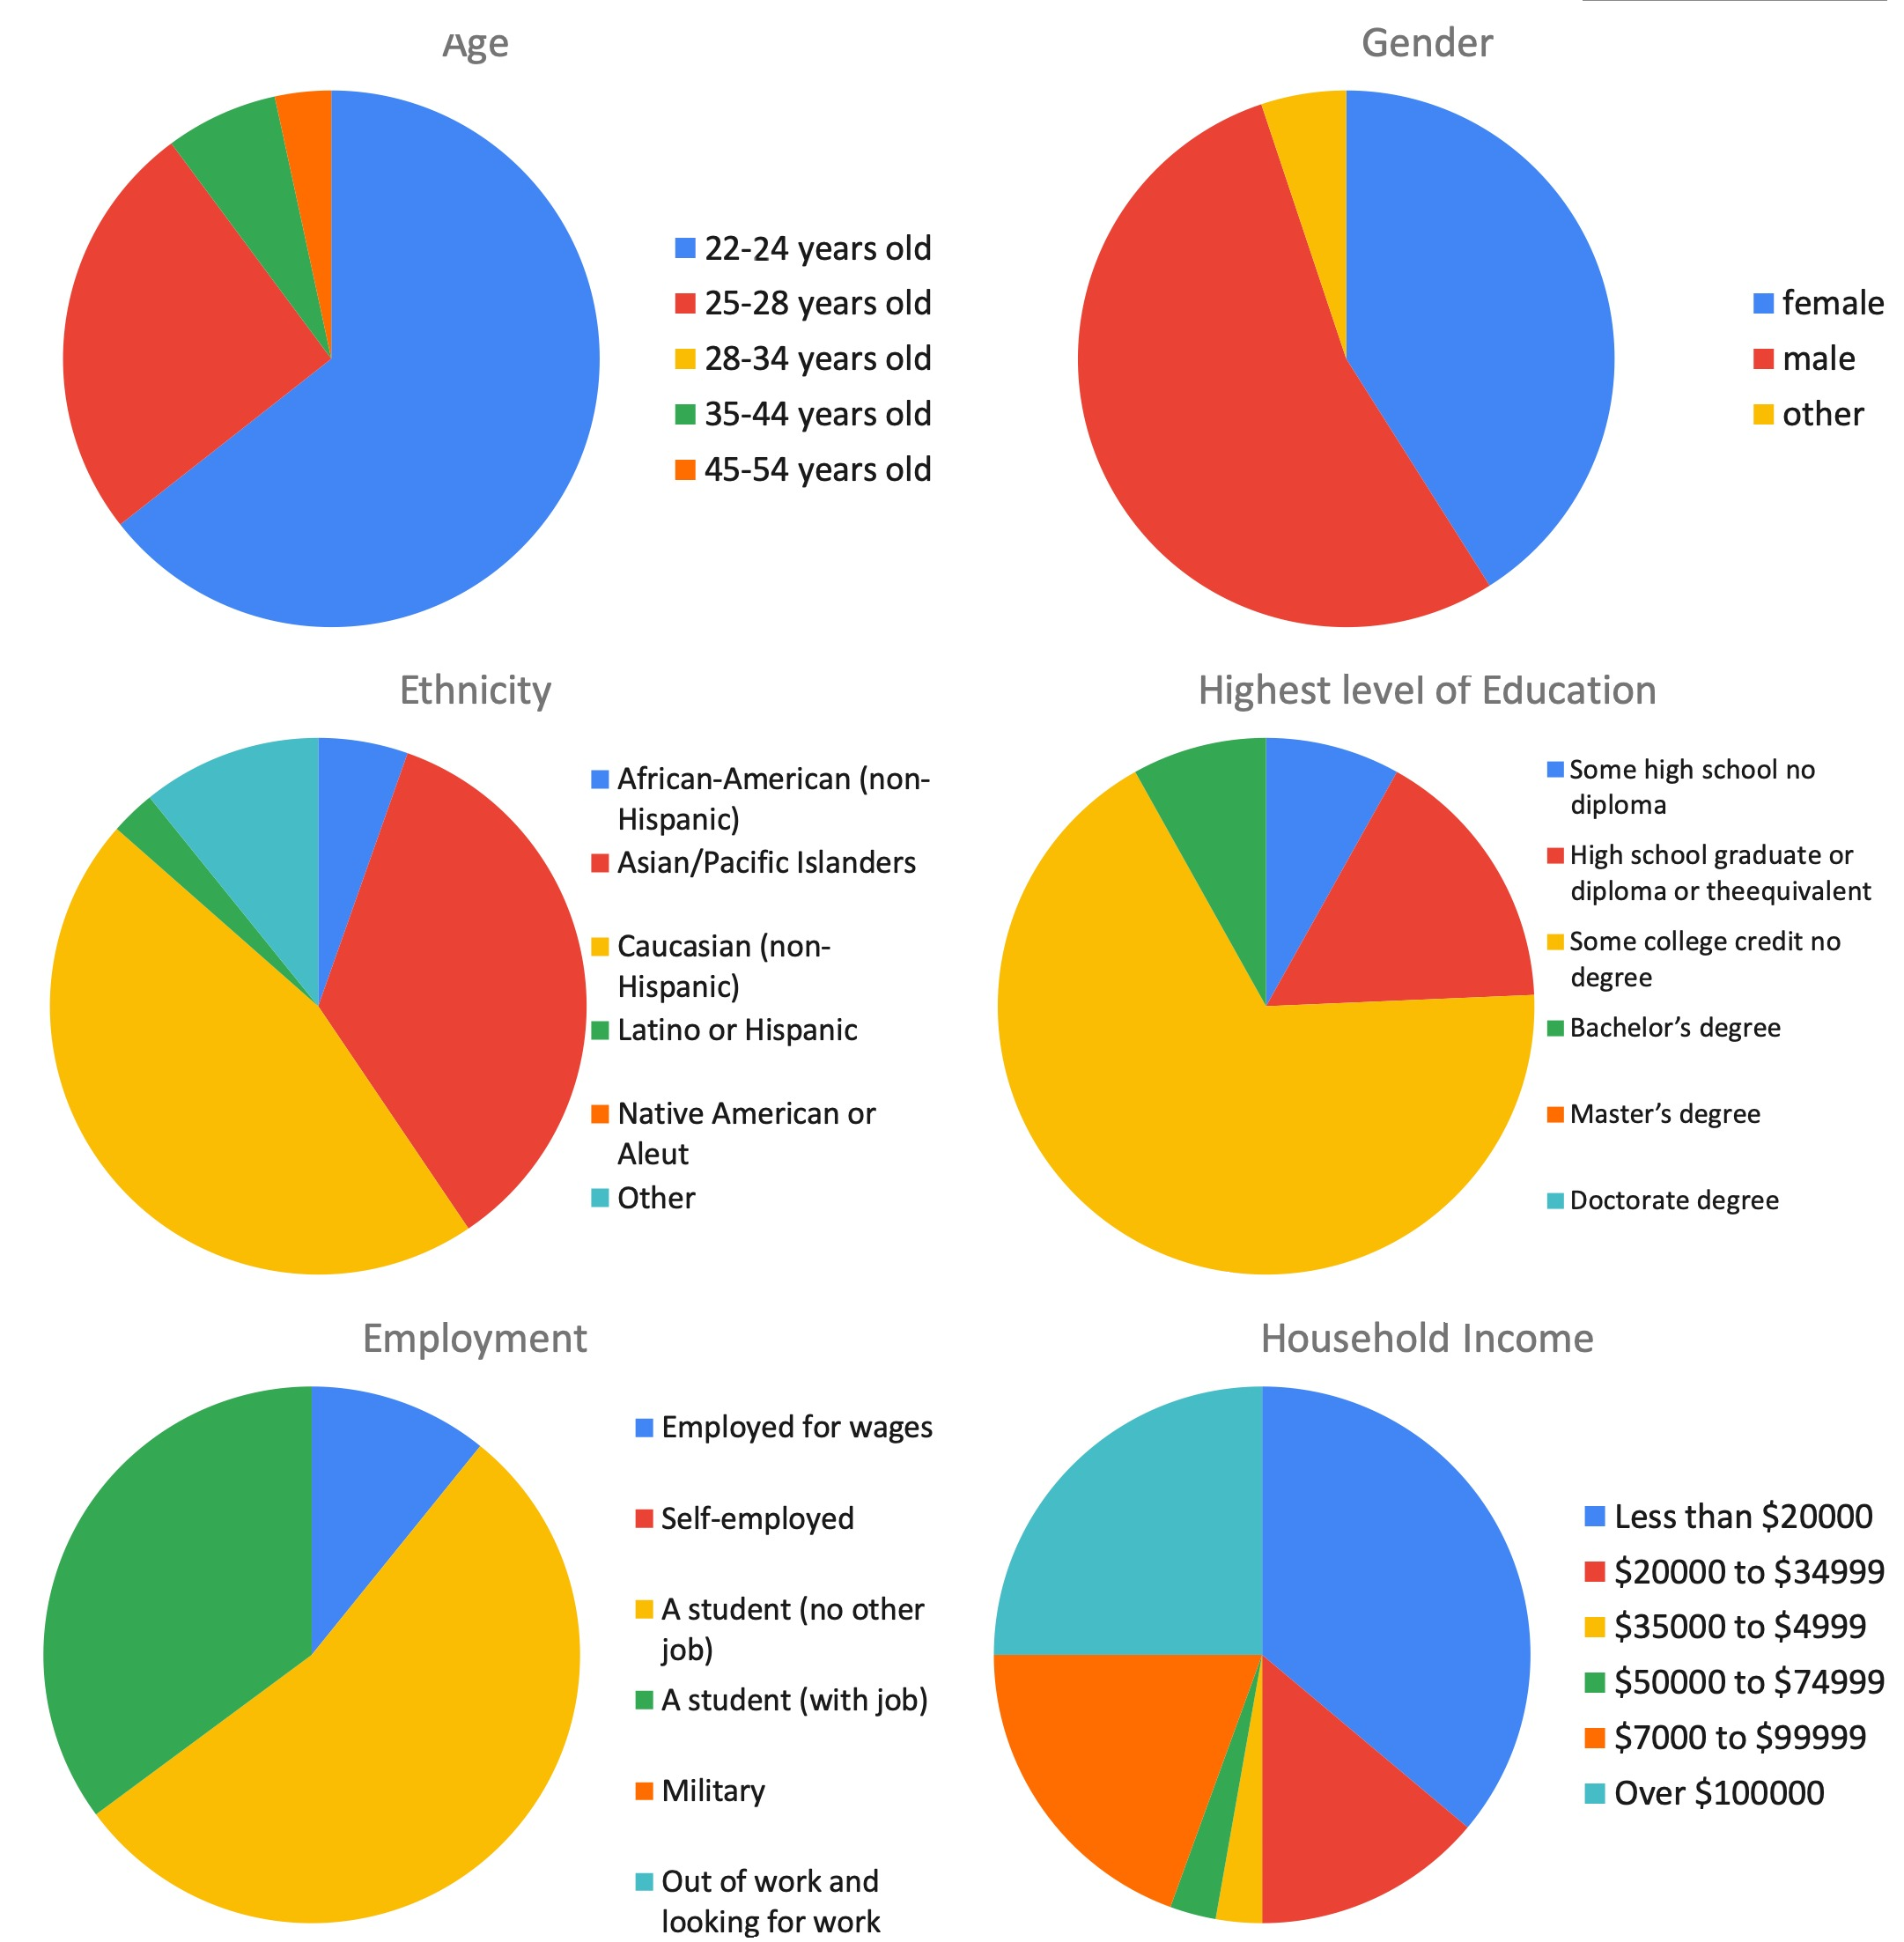 Age
22-24 years old
25-28 years old
28-34 years old
35-44 years old
45-54 years old
Gender
female
male
other
Ethnicity
African-American (non-
Hispanic)
Asian/Pacific Islanders
Caucasian (non-
Hispanic)
Latino or Hispanic
Native American or
Aleut
Other
Highest level of Education
Some high school no
diploma
High school graduate or
diploma or theequivalent
Some college credit no
degree
Bachelor’s degree
Master’s degree
Doctorate degree
Employment
Employed for wages
Self-employed
A student (no other
job)
A student (with job)
Military
Out of work and
looking for work
Household Income
Less than $20000
$20000 to $34999
$35000 to $4999
$50000 to $74999
$7000 to $99999
Over $100000